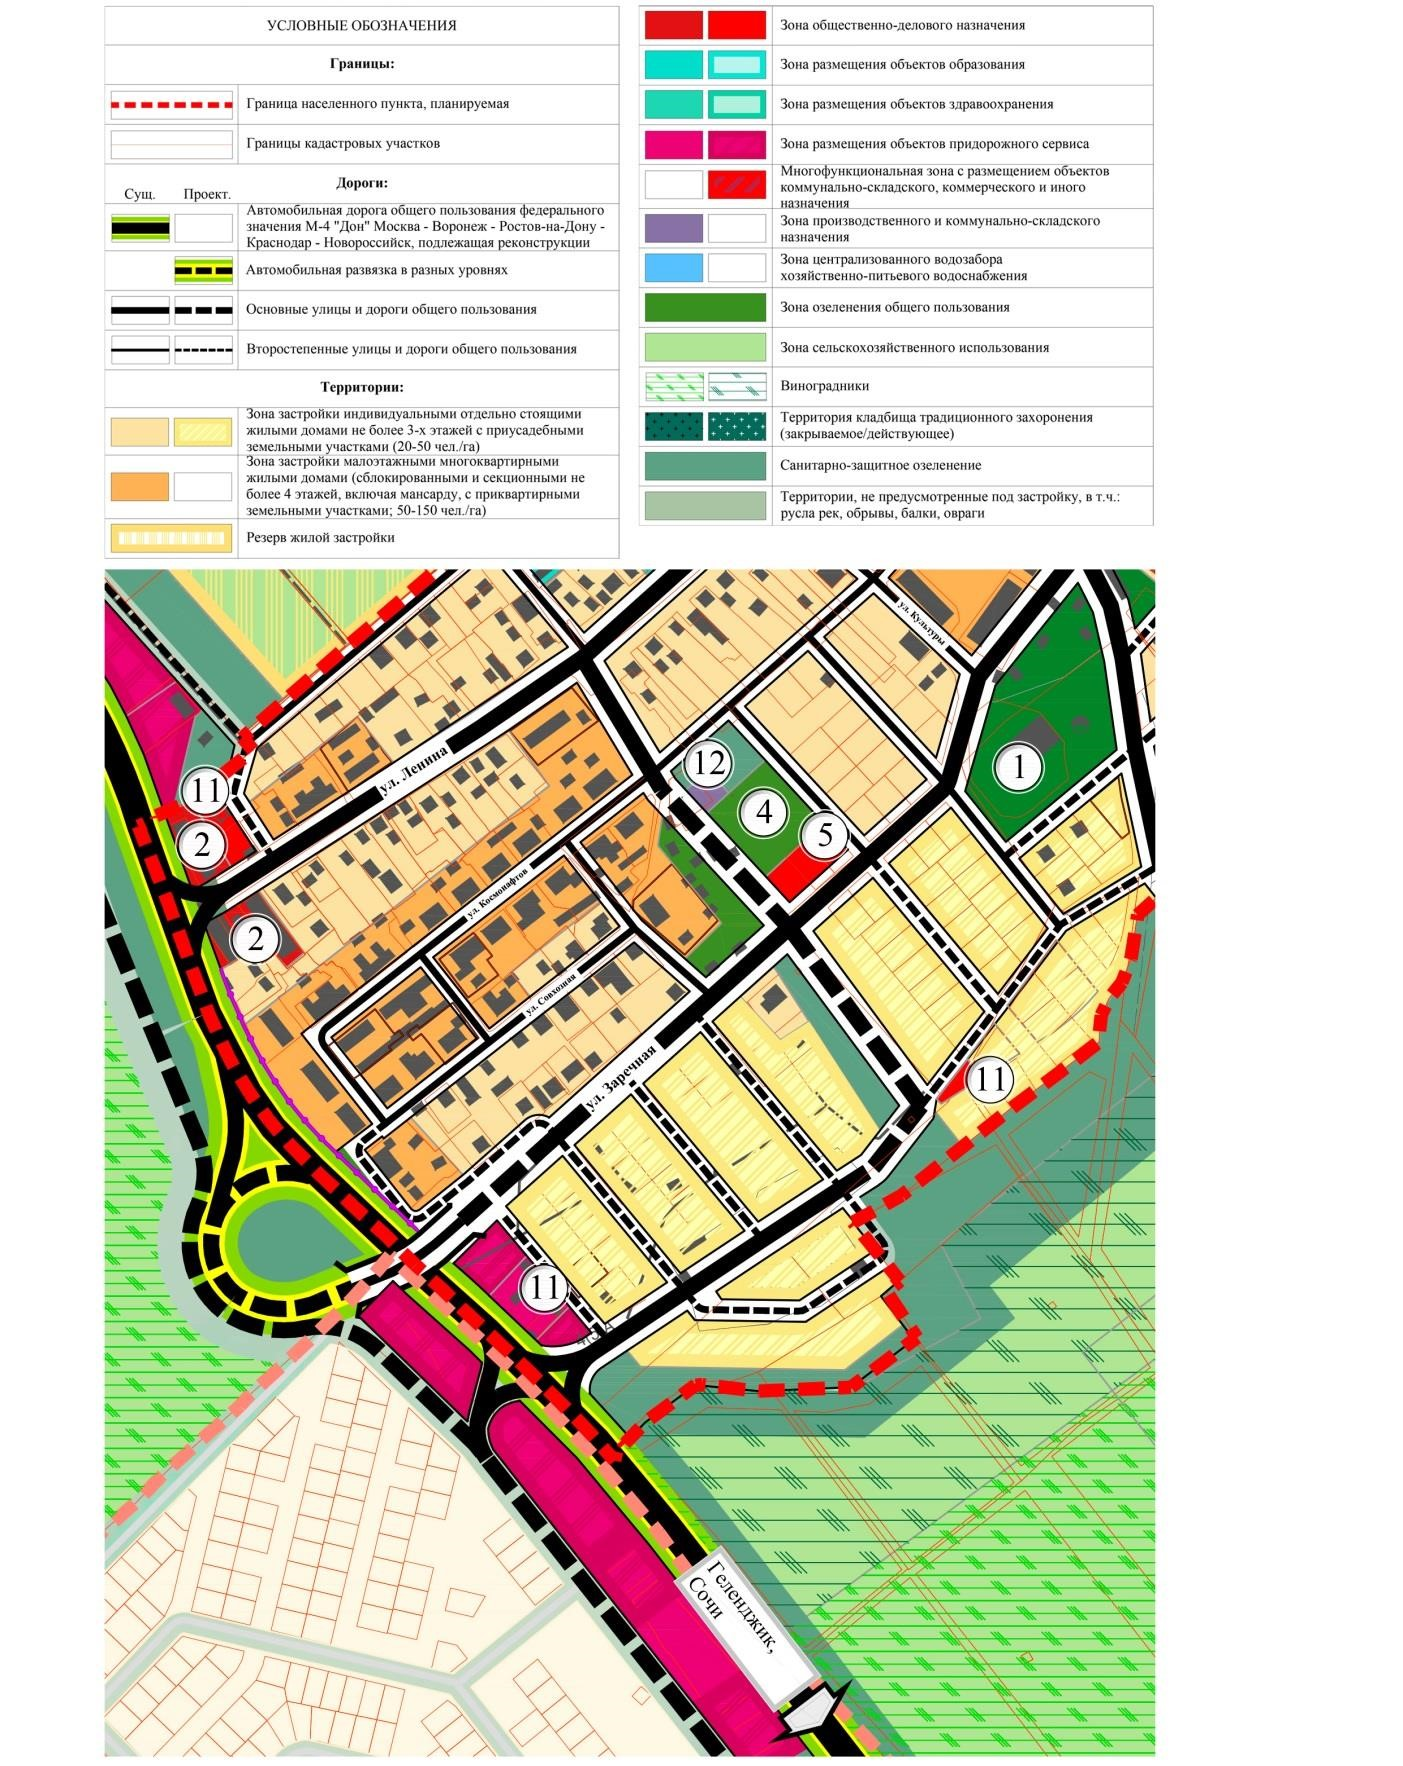 УСЛОВНЫЕ ОБОЗНАЧЕНИЯ
Границы:
Граница населенного пункта, планируемая
Границы кадастровых участков
Дороги:
Сущ. Проект.
Автомобильная дорога общего пользования федерального
значения М-4 "Дон" Москва - Воронеж - Ростов-на-Дону -
Краснодар - Новороссийск, подлежащая реконструкции
Автомобильная развязка в разных уровнях
Основные улицы и дороги общего пользования
Второстепенные улицы и дороги общего пользования
Территории:
Зона застройки индивидуальными отдельно стоящими
жилыми домами не более 3-х этажей с приусадебными
земельными участками (20-50 чел./га)
Зона застройки малоэтажными многоквартирными
жилыми домами (сблокированными и секционными не
более 4 этажей, включая мансарду, с приквартирными
земельными участками; 50-150 чел./га)
Резерв жилой застройки
Зона общественно-делового назначения
Зона размещения объектов образования
Зона размещения объектов здравоохранения
Зона размещения объектов придорожного сервиса
Многофункциональная зона с размещением объектов
коммунально-складского, коммерческого и иного
назначения
Зона производственного и коммунально-складского
назначения
Зона централизованного водозабора
хозяйственно-питьевого водоснабжения
Зона озеленения общего пользования
Зона сельскохозяйственного использования
Виноградники
Территория кладбища традиционного захоронения
(закрываемое/действующее)
Санитарно-защитное озеленение
Территории, не предусмотренные под застройку, в т.ч.:
русла рек, обрывы, балки, овраги
ул. Культуры
ул. Ленина
12
1
11
4
5
2
ул. Космонавтов
2
ул. Совхозная
ул. Заречная
11
11
Геленджик,
Сочи